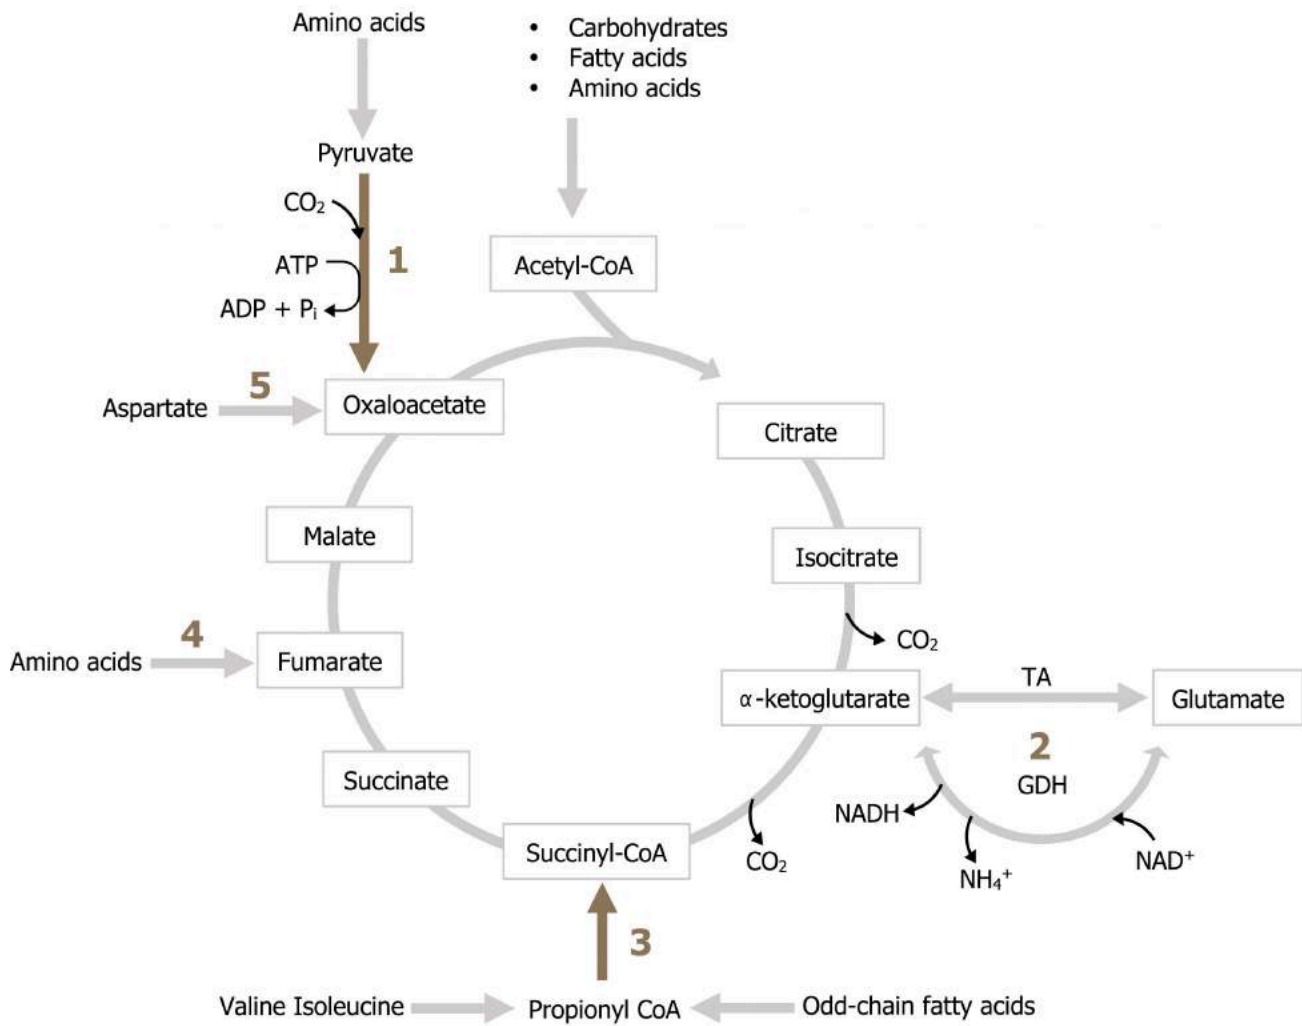 Amino acids
• Carbohydrates
• Fatty acids
• Amino acids
Pyruvate
CO₂
1
ATP
ADP + Pᵢ
Acetyl-CoA
5
Aspartate
Oxaloacetate
Citrate
Malate
Isocitrate
CO₂
4
Amino acids
Fumarate
α-ketoglutarate
TA
Glutamate
2
GDH
Succinate
NADH
NH₄⁺
NAD⁺
Succinyl-CoA
CO₂
3
Valine Isoleucine
Propionyl CoA
Odd-chain fatty acids